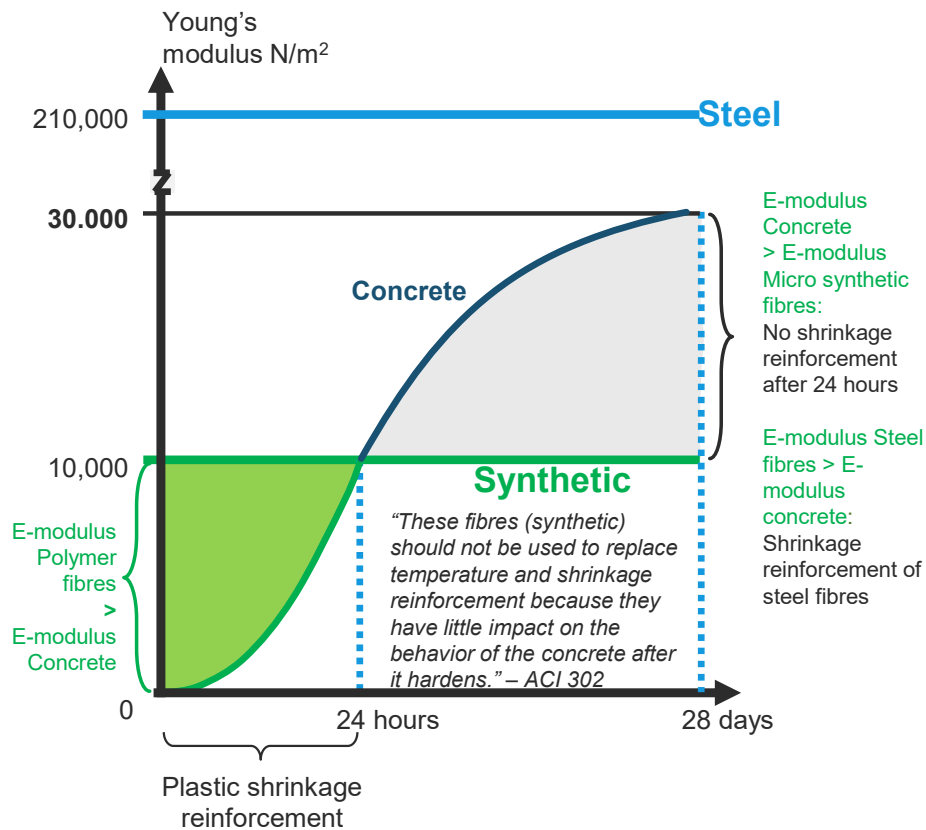 Young's
modulus N/m²
210,000
Steel
30.000
E-modulus
Concrete
> E-modulus
Micro synthetic
fibres:
No shrinkage
reinforcement
after 24 hours
Concrete
10,000
E-modulus Steel
fibres > E-
modulus
concrete:
Shrinkage
reinforcement of
steel fibres
Synthetic
“These fibres (synthetic)
should not be used to replace
temperature and shrinkage
reinforcement because they
have little impact on the
behavior of the concrete after
it hardens.” – ACI 302
E-modulus
Polymer
fibres
>
E-modulus
Concrete
0
24 hours
28 days
Plastic shrinkage
reinforcement